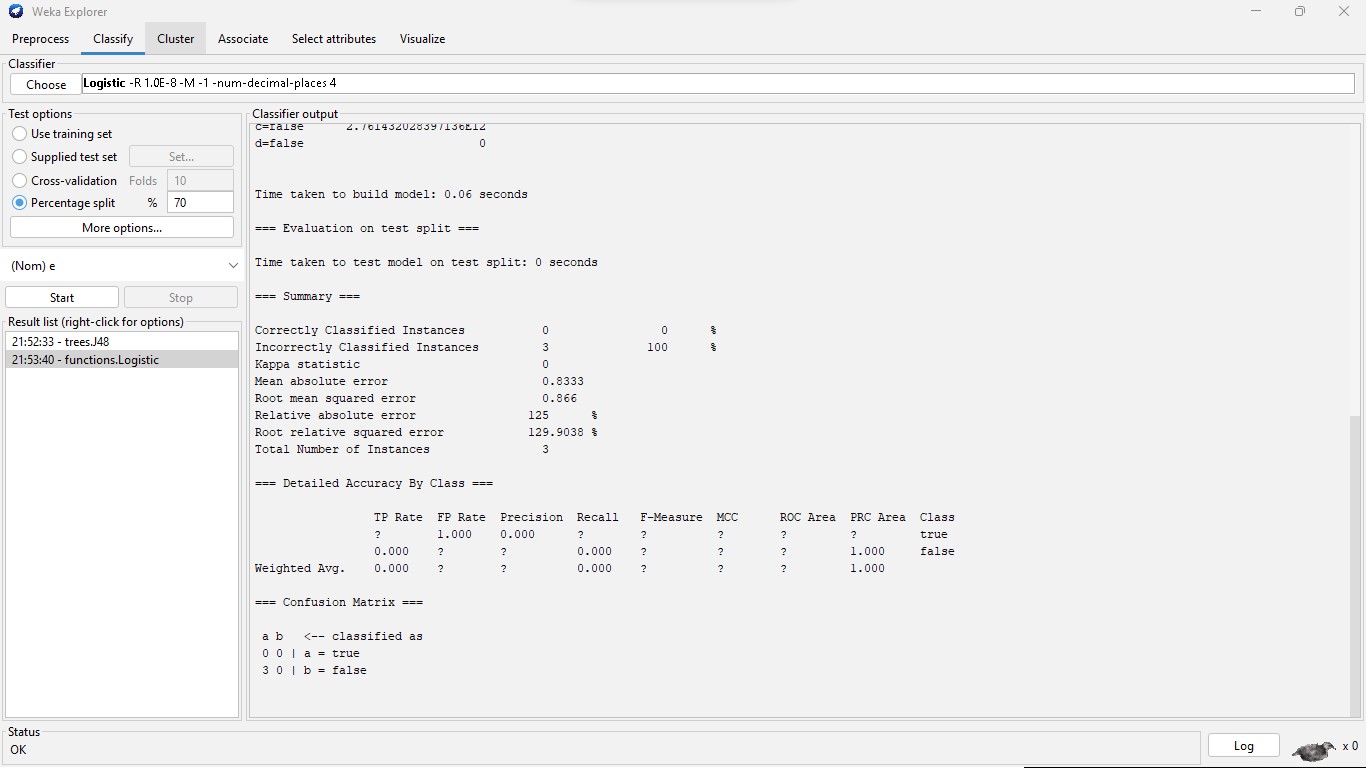 Weka Explorer
Preprocess Classify Cluster Associate Select attributes Visualize
Classifier
Choose Logistic -R 1.0E-8 -M -1 -num-decimal-places 4
Test options
Use training set
Supplied test set Set...
Cross-validation Folds 10
Percentage split % 70
More options...
(Nom) e
Start Stop
Result list (right-click for options)
21:52:33 - trees.J48
21:53:40 - functions.Logistic
Classifier output
c=false 2.761432028397136E12
d=false 0
Time taken to build model: 0.06 seconds
=== Evaluation on test split ===
Time taken to test model on test split: 0 seconds
=== Summary ===
Correctly Classified Instances 0 0 %
Incorrectly Classified Instances 3 100 %
Kappa statistic 0
Mean absolute error 0.8333
Root mean squared error 0.866
Relative absolute error 125 %
Root relative squared error 129.9038 %
Total Number of Instances 3
=== Detailed Accuracy By Class ===
TP Rate FP Rate Precision Recall F-Measure MCC ROC Area PRC Area Class
? 1.000 0.000 ? ? ? ? ? true
0.000 ? ? 0.000 ? ? ? 1.000 false
Weighted Avg. 0.000 ? ? 0.000 ? ? ? 1.000
=== Confusion Matrix ===
a b <-- classified as
0 0 | a = true
3 0 | b = false
Status
OK
Log x 0